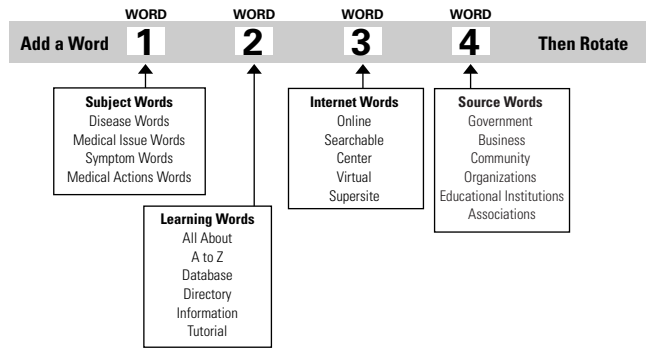 WORD WORD WORD WORD
Add a Word 1 2 3 4 Then Rotate
Subject Words
Disease Words
Medical Issue Words
Symptom Words
Medical Actions Words
Learning Words
All About
A to Z
Database
Directory
Information
Tutorial
Internet Words
Online
Searchable
Center
Virtual
Supersite
Source Words
Government
Business
Community
Organizations
Educational Institutions
Associations